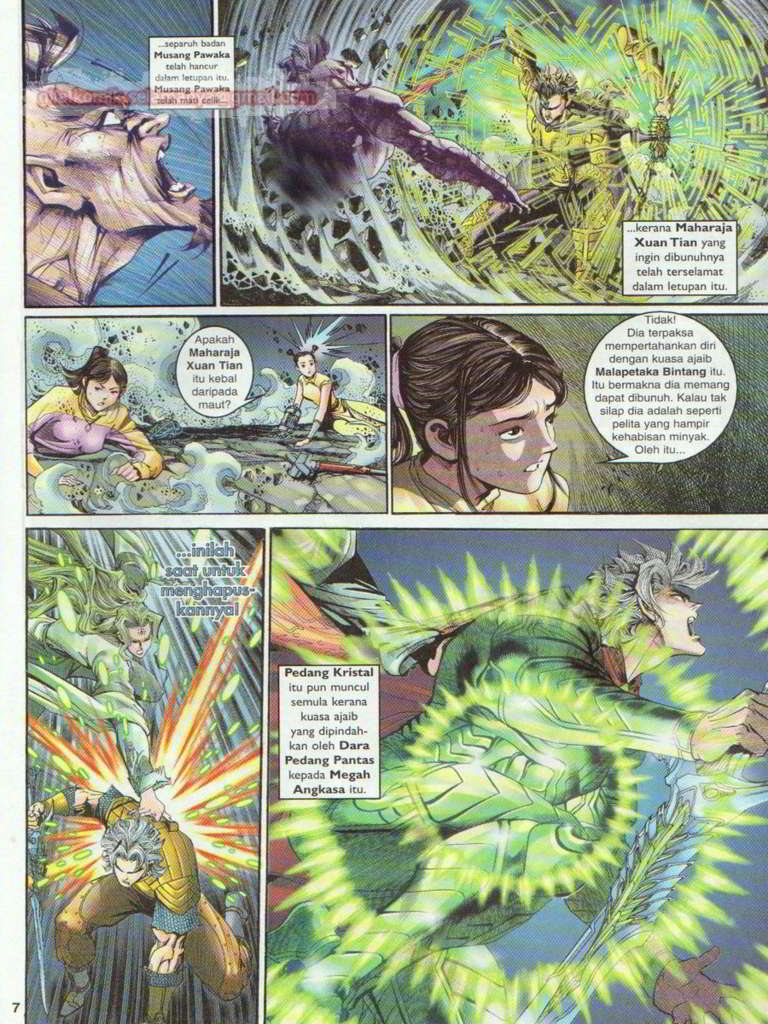 ...separuh badan
Musang Pawaka
telah hancur
dalam letupan itu.
Musang Pawaka
telah mati celik...
...kerana Maharaja
Xuan Tian yang
ingin dibunuhnya
telah terselamat
dalam letupan itu.
Apakah
Maharaja
Xuan Tian
itu kebal
daripada
maut?
Tidak!
Dia terpaksa
mempertahankan diri
dengan kuasa ajaib
Malapetaka Bintang itu.
Itu bermakna dia memang
dapat dibunuh. Kalau tak
silap dia adalah seperti
pelita yang hampir
kehabisan minyak.
Oleh itu...
...inilah
saat untuk
menghapus-
kannya!
Pedang Kristal
itu pun muncul
semula kerana
kuasa ajaib
yang dipindah-
kan oleh Dara
Pedang Pantas
kepada Megah
Angkasa itu.
7